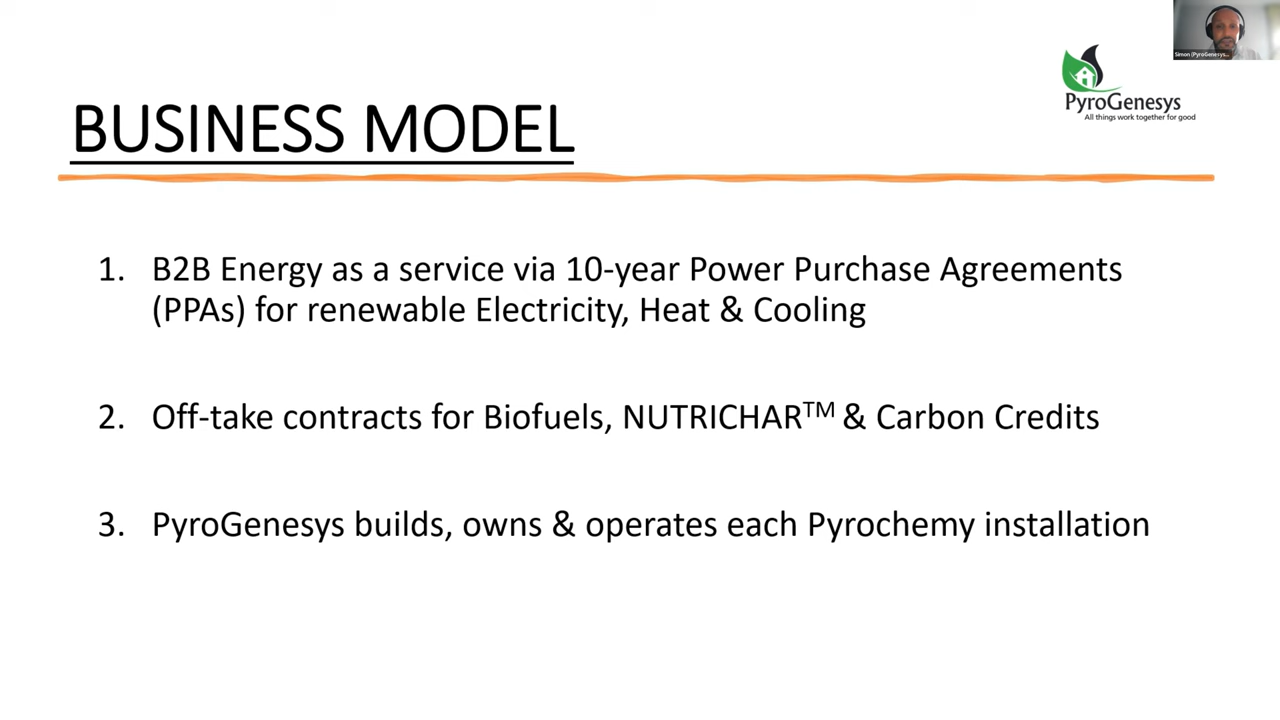 Simon (PyroGenesys...
PyroGenesys
All things work together for good
BUSINESS MODEL
1. B2B Energy as a service via 10-year Power Purchase Agreements
(PPAs) for renewable Electricity, Heat & Cooling
2. Off-take contracts for Biofuels, NUTRICHAR™ & Carbon Credits
3. PyroGenesys builds, owns & operates each Pyrochemy installation